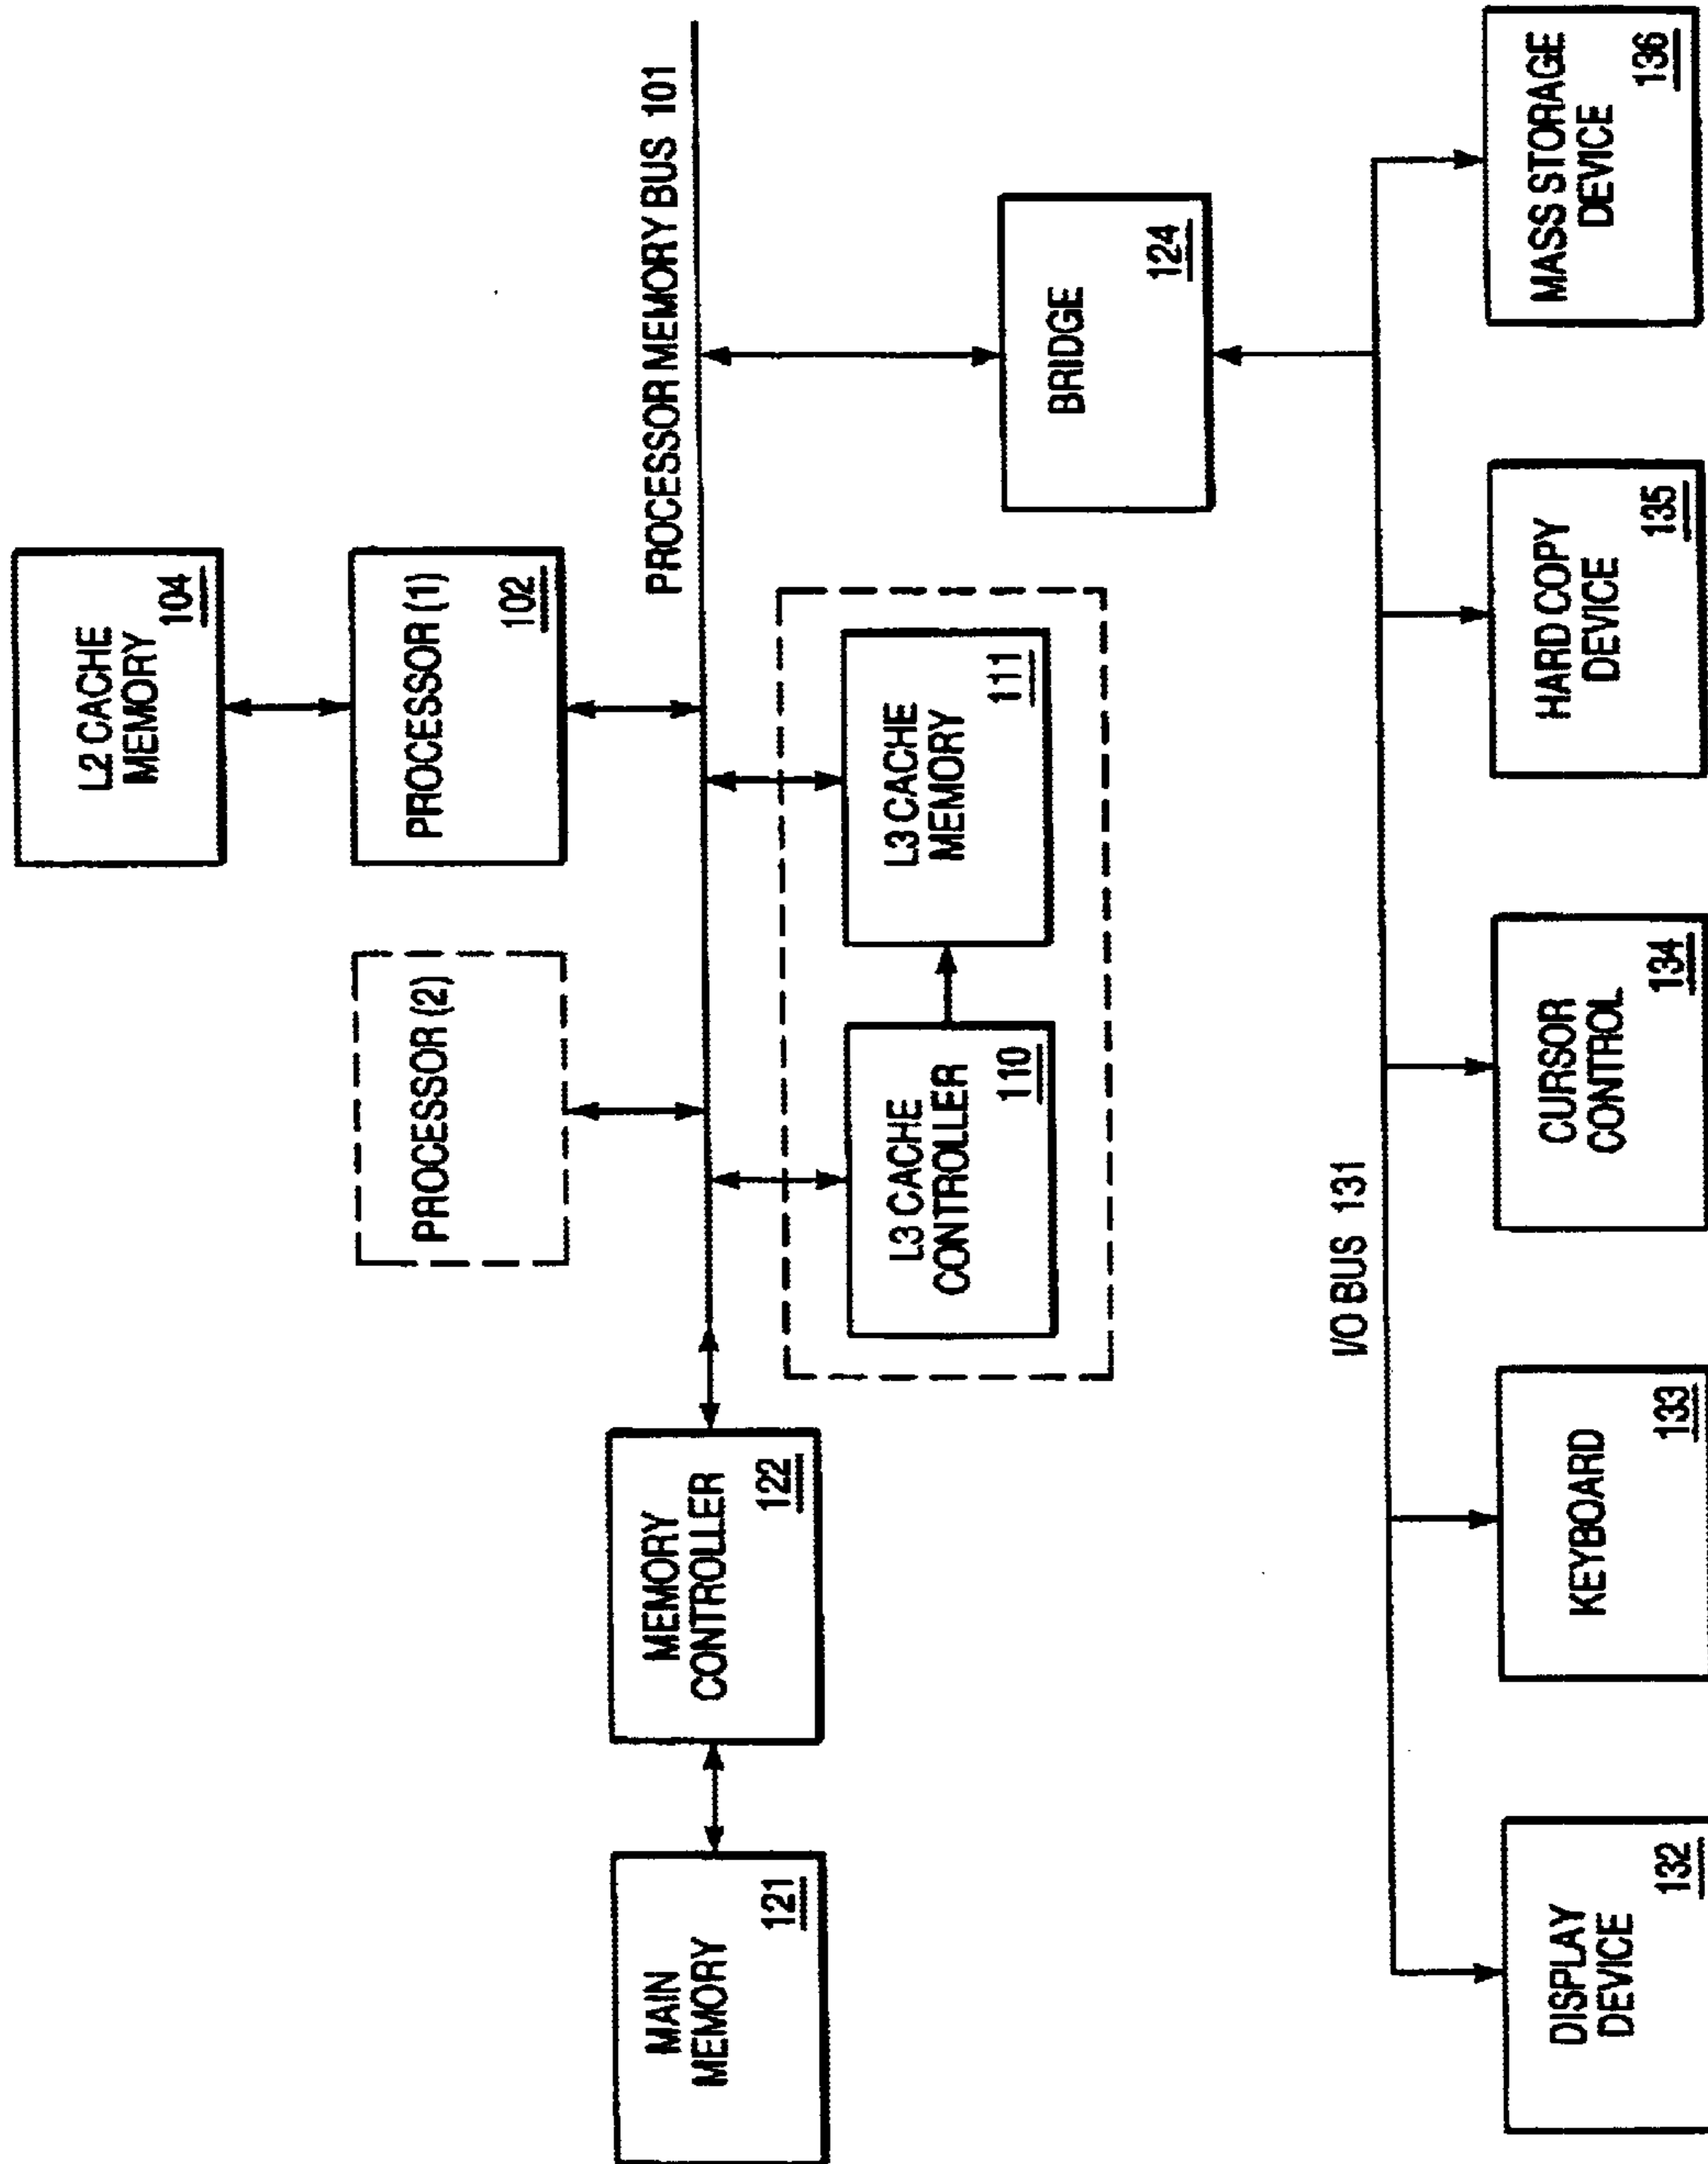 L2 CACHE
MEMORY
104
PROCESSOR (2)
PROCESSOR (1)
102
PROCESSOR MEMORY BUS 101
MAIN
MEMORY
121
MEMORY
CONTROLLER
122
L3 CACHE
CONTROLLER
110
L3 CACHE
MEMORY
111
BRIDGE
124
I/O BUS 131
DISPLAY
DEVICE
132
KEYBOARD
133
CURSOR
CONTROL
134
HARD COPY
DEVICE
135
MASS STORAGE
DEVICE
136